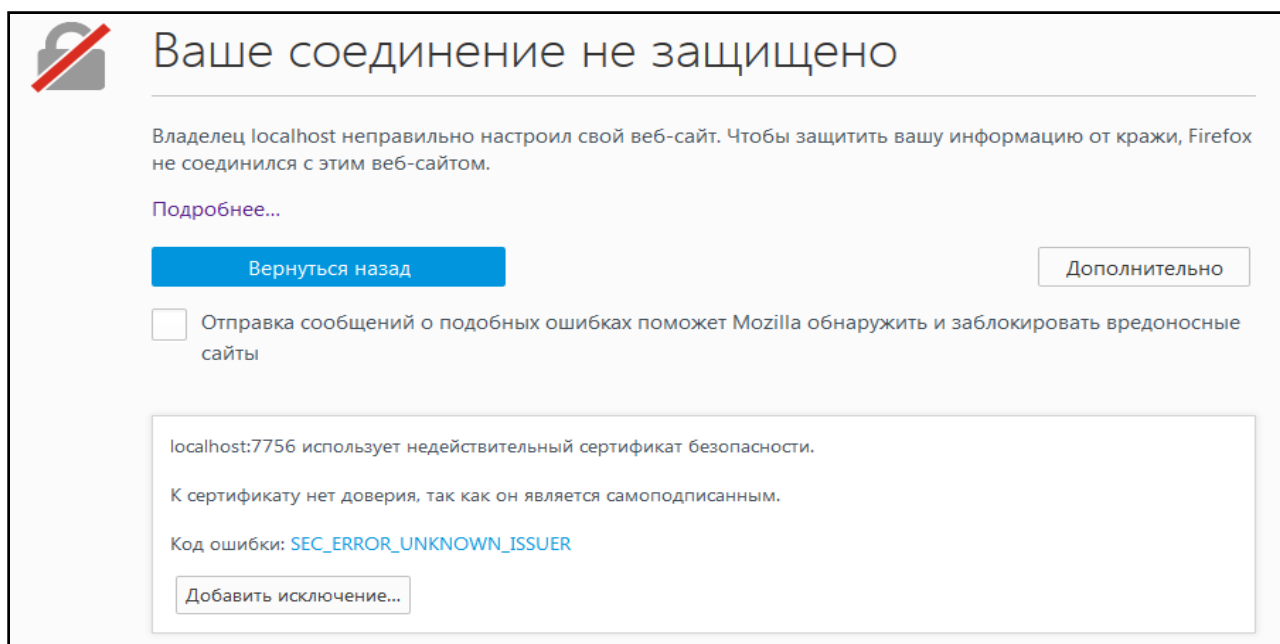 Ваше соединение не защищено
Владелец localhost неправильно настроил свой веб-сайт. Чтобы защитить вашу информацию от кражи, Firefox
не соединился с этим веб-сайтом.
Подробнее...
Вернуться назад
Дополнительно
Отправка сообщений о подобных ошибках поможет Mozilla обнаружить и заблокировать вредоносные
сайты
localhost:7756 использует недействительный сертификат безопасности.
К сертификату нет доверия, так как он является самоподписанным.
Код ошибки: SEC_ERROR_UNKNOWN_ISSUER
Добавить исключение...